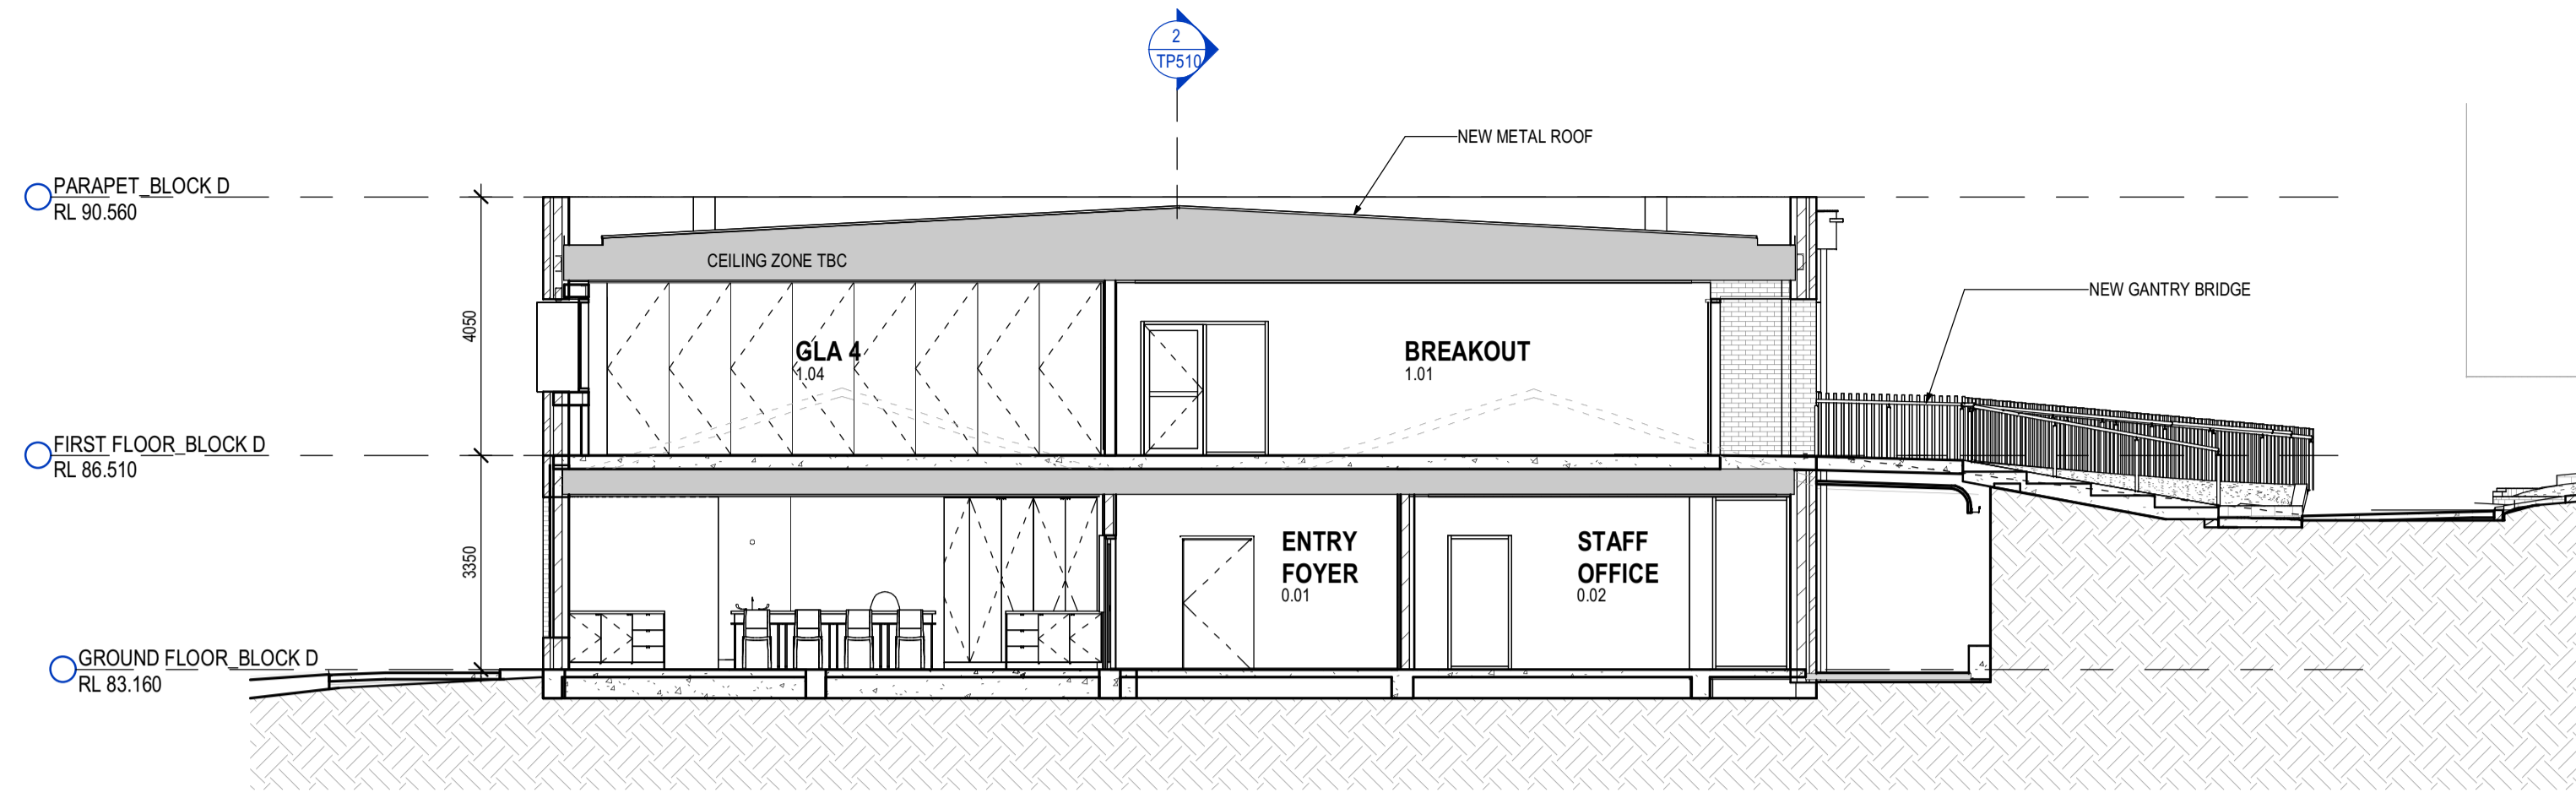 2
TP510
NEW METAL ROOF
PARAPET_BLOCK D
RL 90.560
CEILING ZONE TBC
NEW GANTRY BRIDGE
4050
GLA 4
1.04
BREAKOUT
1.01
FIRST FLOOR_BLOCK D
RL 86.510
3350
ENTRY
FOYER
0.01
STAFF
OFFICE
0.02
GROUND FLOOR_BLOCK D
RL 83.160